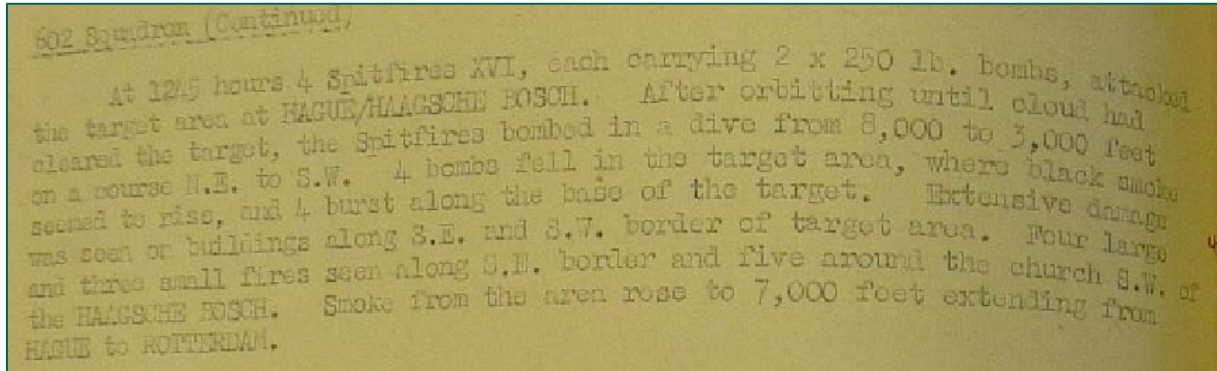 602 Squadron (Continued)
At 1245 hours 4 Spitfires XVI, each carrying 2 x 250 lb. bombs, attacked
the target area at HAGUE/HAAGSCHE BOSCH. After orbitting until cloud had
cleared the target, the Spitfires bombed in a dive from 8,000 to 3,000 feet
on a course N.E. to S.W. 4 bombs fell in the target area, where black smoke
seemed to rise, and 4 burst along the base of the target. Extensive damage
was seen on buildings along S.E. and S.W. border of target area. Four large
and three small fires seen along S.E. border and five around the church S.W. of
the HAAGSCHE BOSCH. Smoke from the area rose to 7,000 feet extending from
HAGUE to ROTTERDAM.